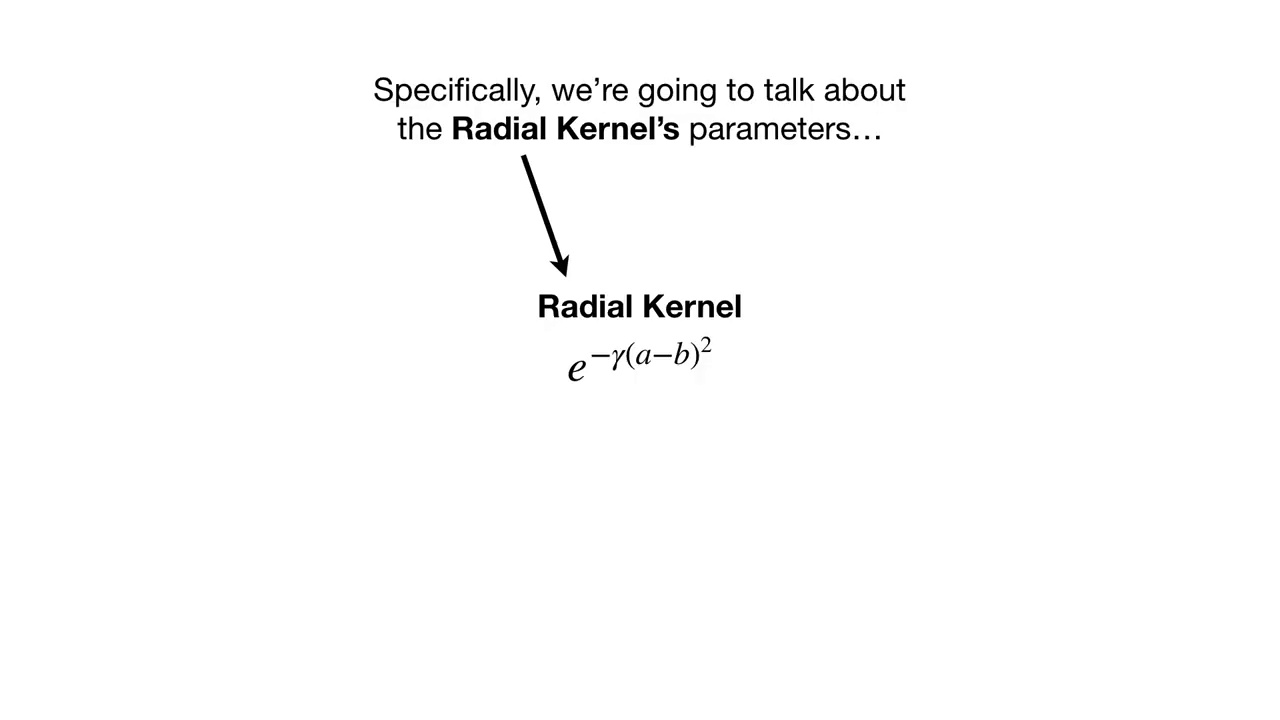 Specifically, we’re going to talk about
the Radial Kernel’s parameters…
Radial Kernel
e^{−γ(a−b)^2}